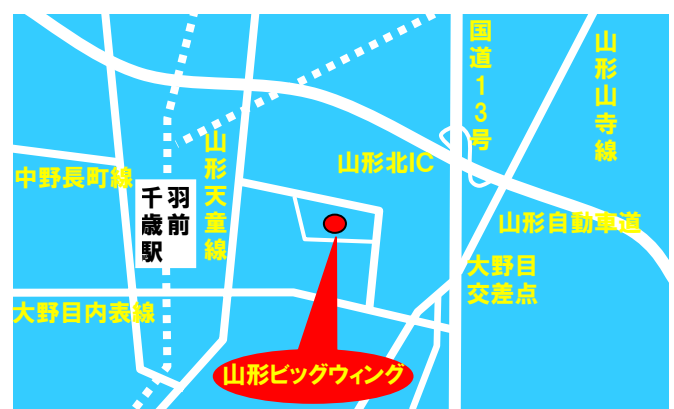 国道13号
山形山寺線
山形天童線
山形北IC
中野長町線
羽前
千歳駅
山形自動車道
大野目
交差点
大野目内表線
山形ビッグウィング